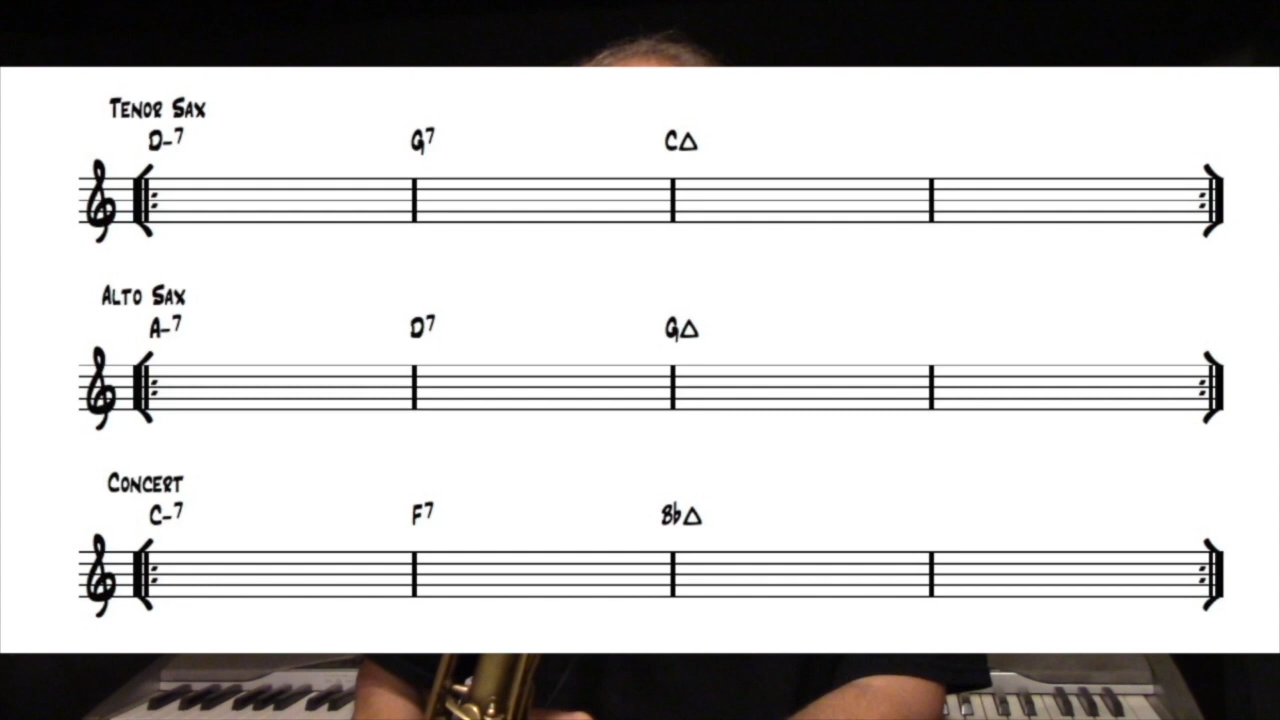 Tenor Sax
D-7 G7 C△
Alto Sax
A-7 D7 G△
Concert
C-7 F7 Bb△